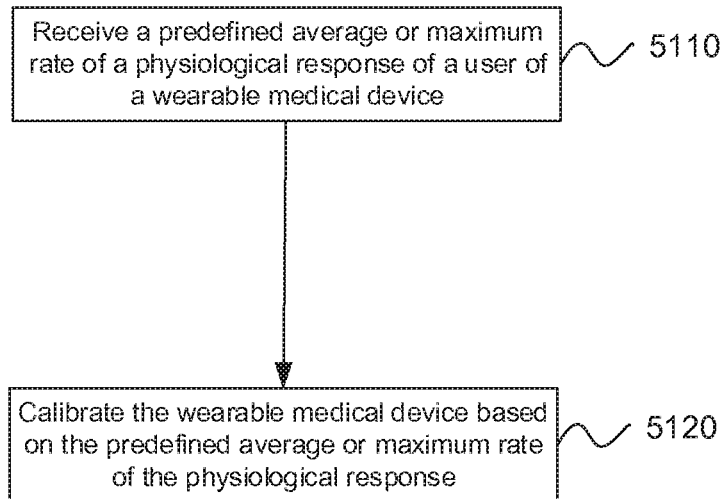 Receive a predefined average or maximum
rate of a physiological response of a user of
a wearable medical device
5110
Calibrate the wearable medical device based
on the predefined average or maximum rate
of the physiological response
5120